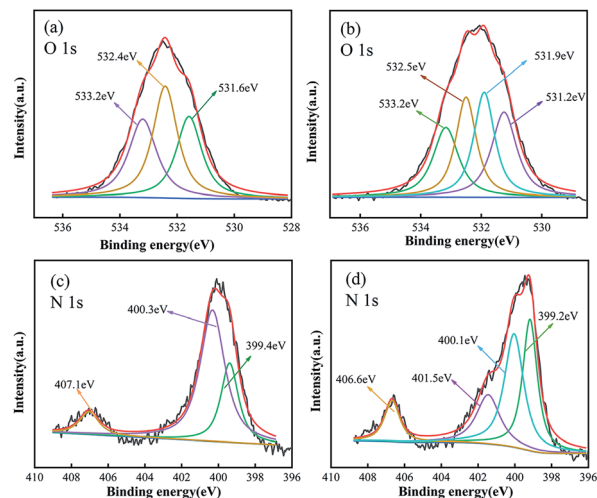 (a)
O 1s
532.4eV
533.2eV
531.6eV
Intensity(a.u.)
536 534 532 530 528
Binding energy(eV)
(b)
O 1s
532.5eV
531.9eV
533.2eV
531.2eV
Intensity(a.u.)
536 534 532 530
Binding energy(eV)
(c)
N 1s
400.3eV
399.4eV
407.1eV
Intensity(a.u.)
410 408 406 404 402 400 398 396
Binding energy(eV)
(d)
N 1s
399.2eV
400.1eV
401.5eV
406.6eV
Intensity(a.u.)
410 408 406 404 402 400 398 396
Binding energy(eV)